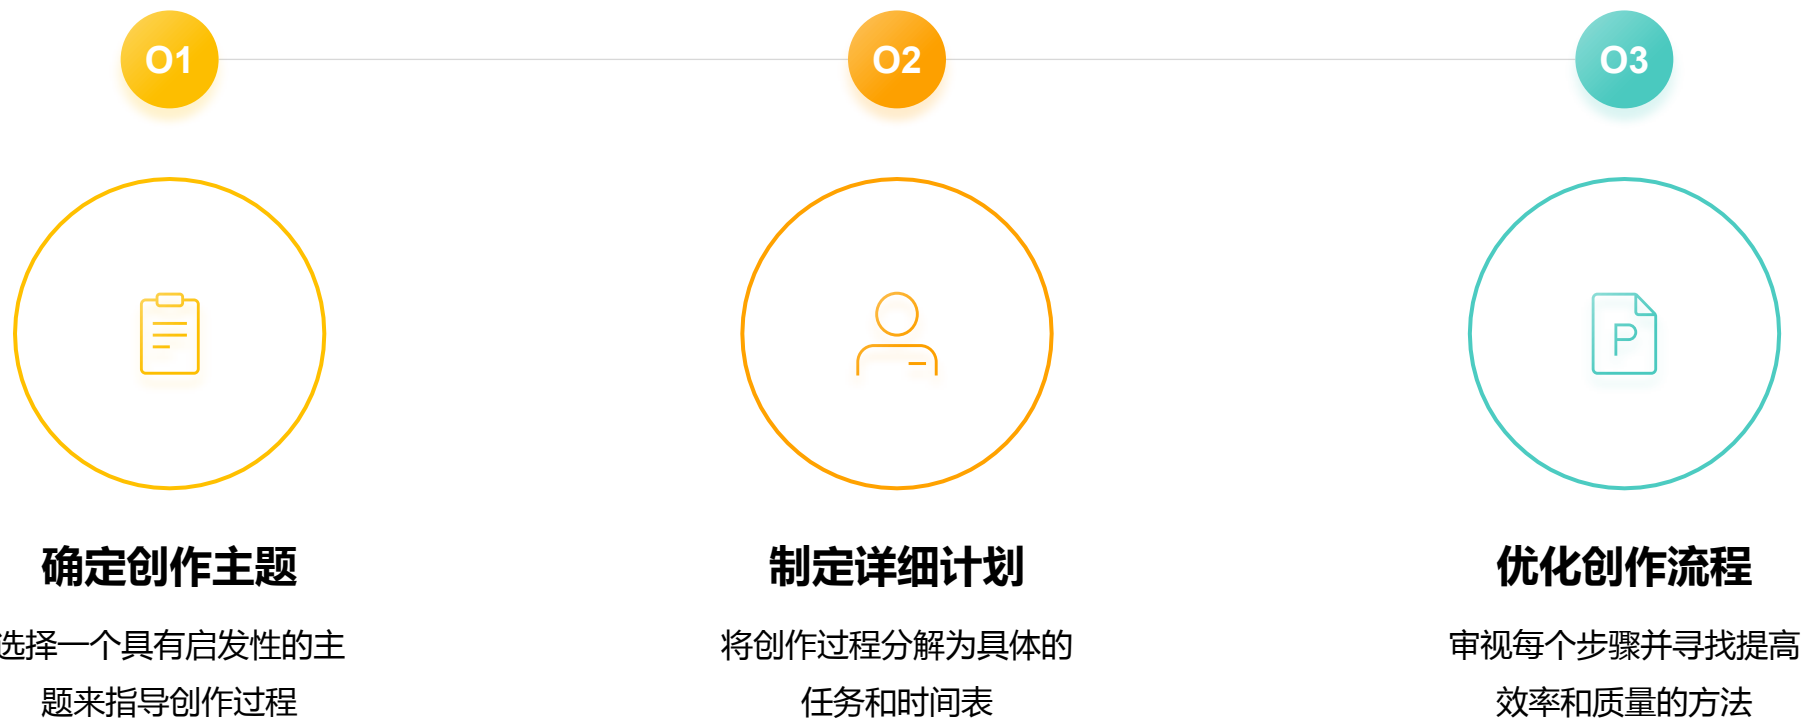 O1
O2
O3
P
确定创作主题
选择一个具有启发性的主
题来指导创作过程
制定详细计划
将创作过程分解为具体的
任务和时间表
优化创作流程
审视每个步骤并寻找提高
效率和质量的方法